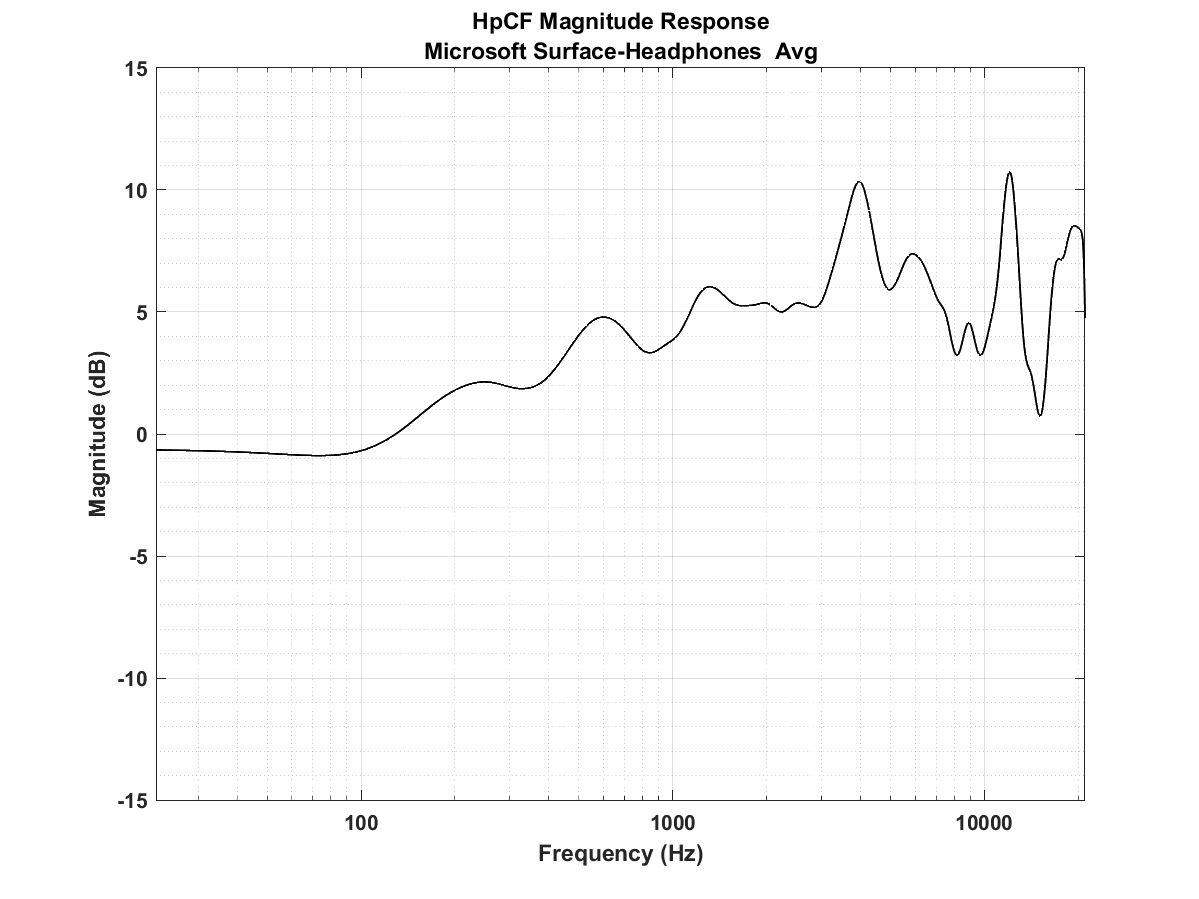 HpCF Magnitude Response
Microsoft Surface-Headphones  Avg
15
10
5
0
-5
-10
-15
Magnitude (dB)
100
1000
10000
Frequency (Hz)